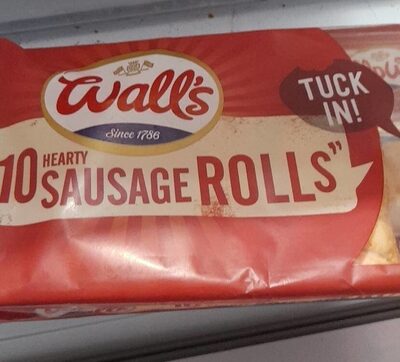 Wall's
Since 1786
TUCK
IN!
10 HEARTY SAUSAGE ROLLS"